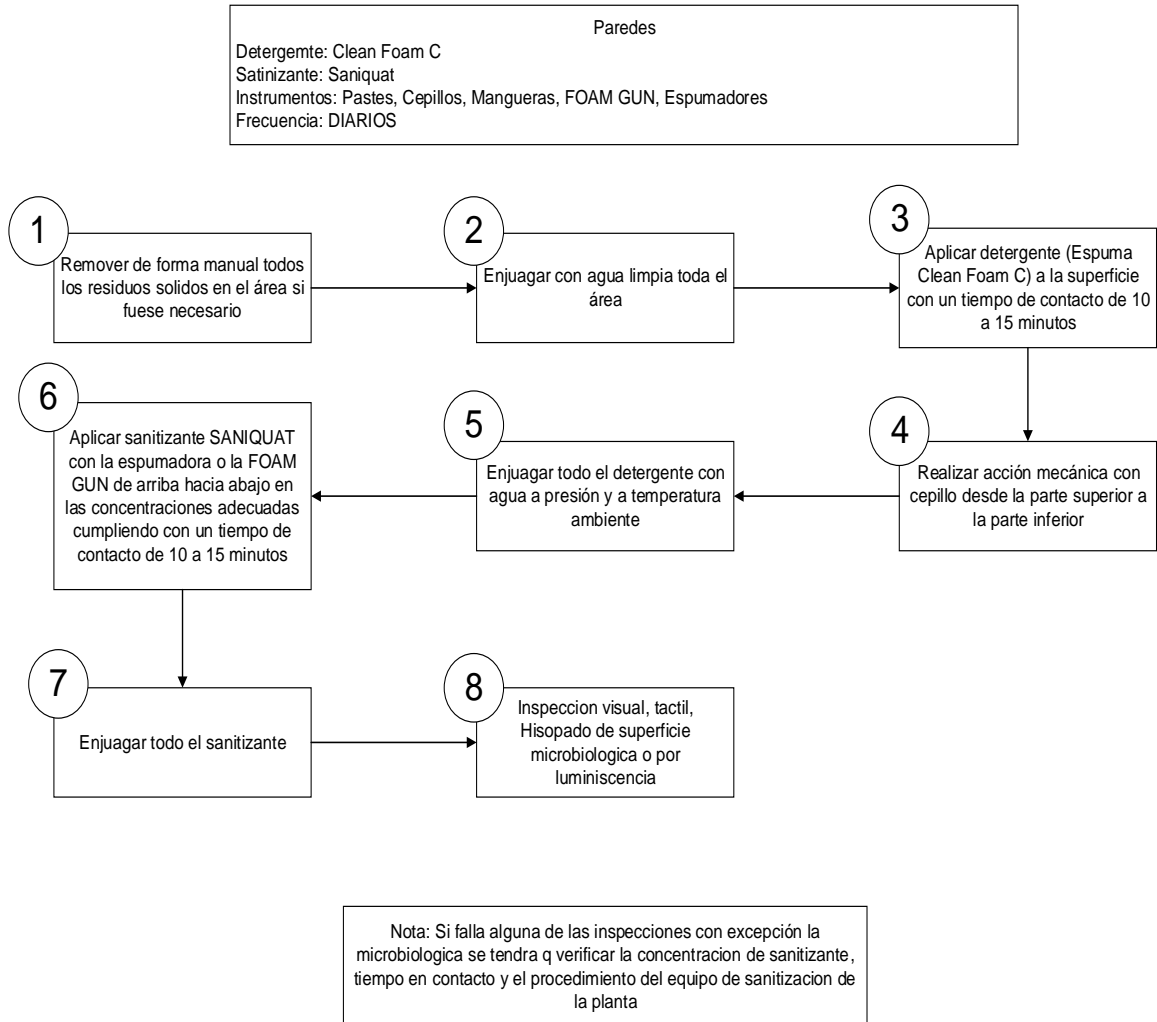 Paredes
Detergemte: Clean Foam C
Satinizante: Saniquat
Instrumentos: Pastes, Cepillos, Mangueras, FOAM GUN, Espumadores
Frecuencia: DIARIOS
1
Remover de forma manual todos
los residuos solidos en el área si
fuese necesario
2
Enjuagar con agua limpia toda el
área
3
Aplicar detergente (Espuma
Clean Foam C) a la superficie
con un tiempo de contacto de 10
a 15 minutos
4
Realizar acción mecánica con
cepillo desde la parte superior a
la parte inferior
5
Enjuagar todo el detergente con
agua a presión y a temperatura
ambiente
6
Aplicar sanitizante SANIQUAT
con la espumadora o la FOAM
GUN de arriba hacia abajo en
las concentraciones adecuadas
cumpliendo con un tiempo de
contacto de 10 a 15 minutos
7
Enjuagar todo el sanitizante
8
Inspeccion visual, tactil,
Hisopado de superficie
microbiologica o por
luminiscencia
Nota: Si falla alguna de las inspecciones con excepción la
microbiologica se tendra q verificar la concentracion de sanitizante,
tiempo en contacto y el procedimiento del equipo de sanitizacion de
la planta